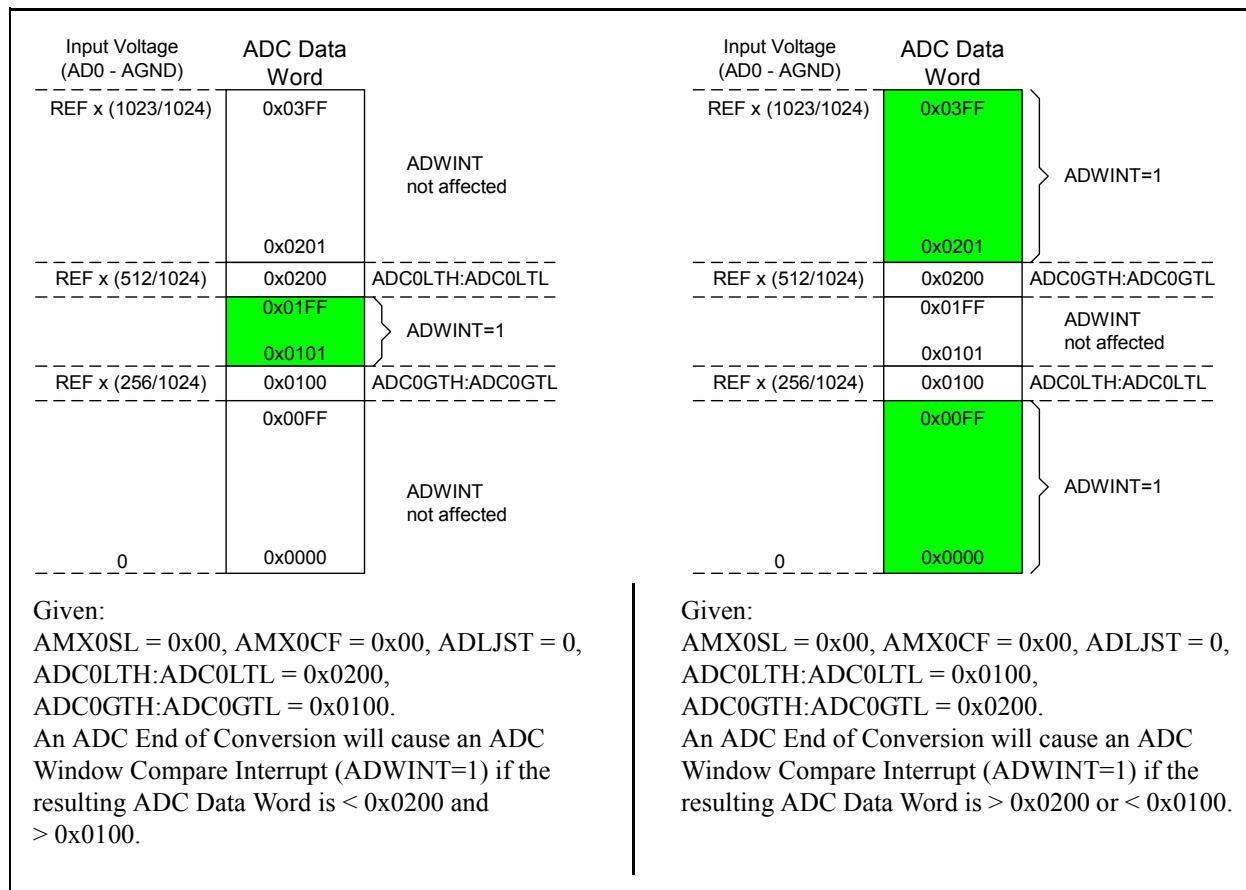 Input Voltage
(AD0 - AGND)
ADC Data
Word
REF x (1023/1024)
0x03FF
ADWINT
not affected
0x0201
REF x (512/1024)
0x0200
ADC0LTH:ADC0LTL
0x01FF
ADWINT=1
0x0101
REF x (256/1024)
0x0100
ADC0GTH:ADC0GTL
0x00FF
ADWINT
not affected
0
0x0000
Given:
AMX0SL = 0x00, AMX0CF = 0x00, ADLJST = 0,
ADC0LTH:ADC0LTL = 0x0200,
ADC0GTH:ADC0GTL = 0x0100.
An ADC End of Conversion will cause an ADC
Window Compare Interrupt (ADWINT=1) if the
resulting ADC Data Word is < 0x0200 and
> 0x0100.
Input Voltage
(AD0 - AGND)
ADC Data
Word
REF x (1023/1024)
0x03FF
ADWINT=1
0x0201
REF x (512/1024)
0x0200
ADC0GTH:ADC0GTL
0x01FF
ADWINT
not affected
0x0101
REF x (256/1024)
0x0100
ADC0LTH:ADC0LTL
0x00FF
ADWINT=1
0
0x0000
Given:
AMX0SL = 0x00, AMX0CF = 0x00, ADLJST = 0,
ADC0LTH:ADC0LTL = 0x0100,
ADC0GTH:ADC0GTL = 0x0200.
An ADC End of Conversion will cause an ADC
Window Compare Interrupt (ADWINT=1) if the
resulting ADC Data Word is > 0x0200 or < 0x0100.